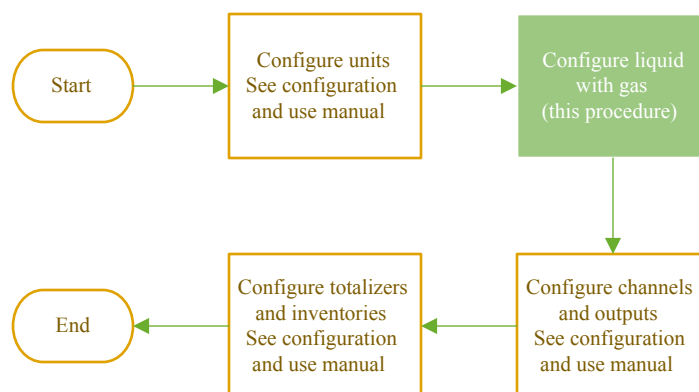 Start
Configure units
See configuration
and use manual
Configure liquid
with gas
(this procedure)
Configure channels
and outputs
See configuration
and use manual
Configure totalizers
and inventories
See configuration
and use manual
End